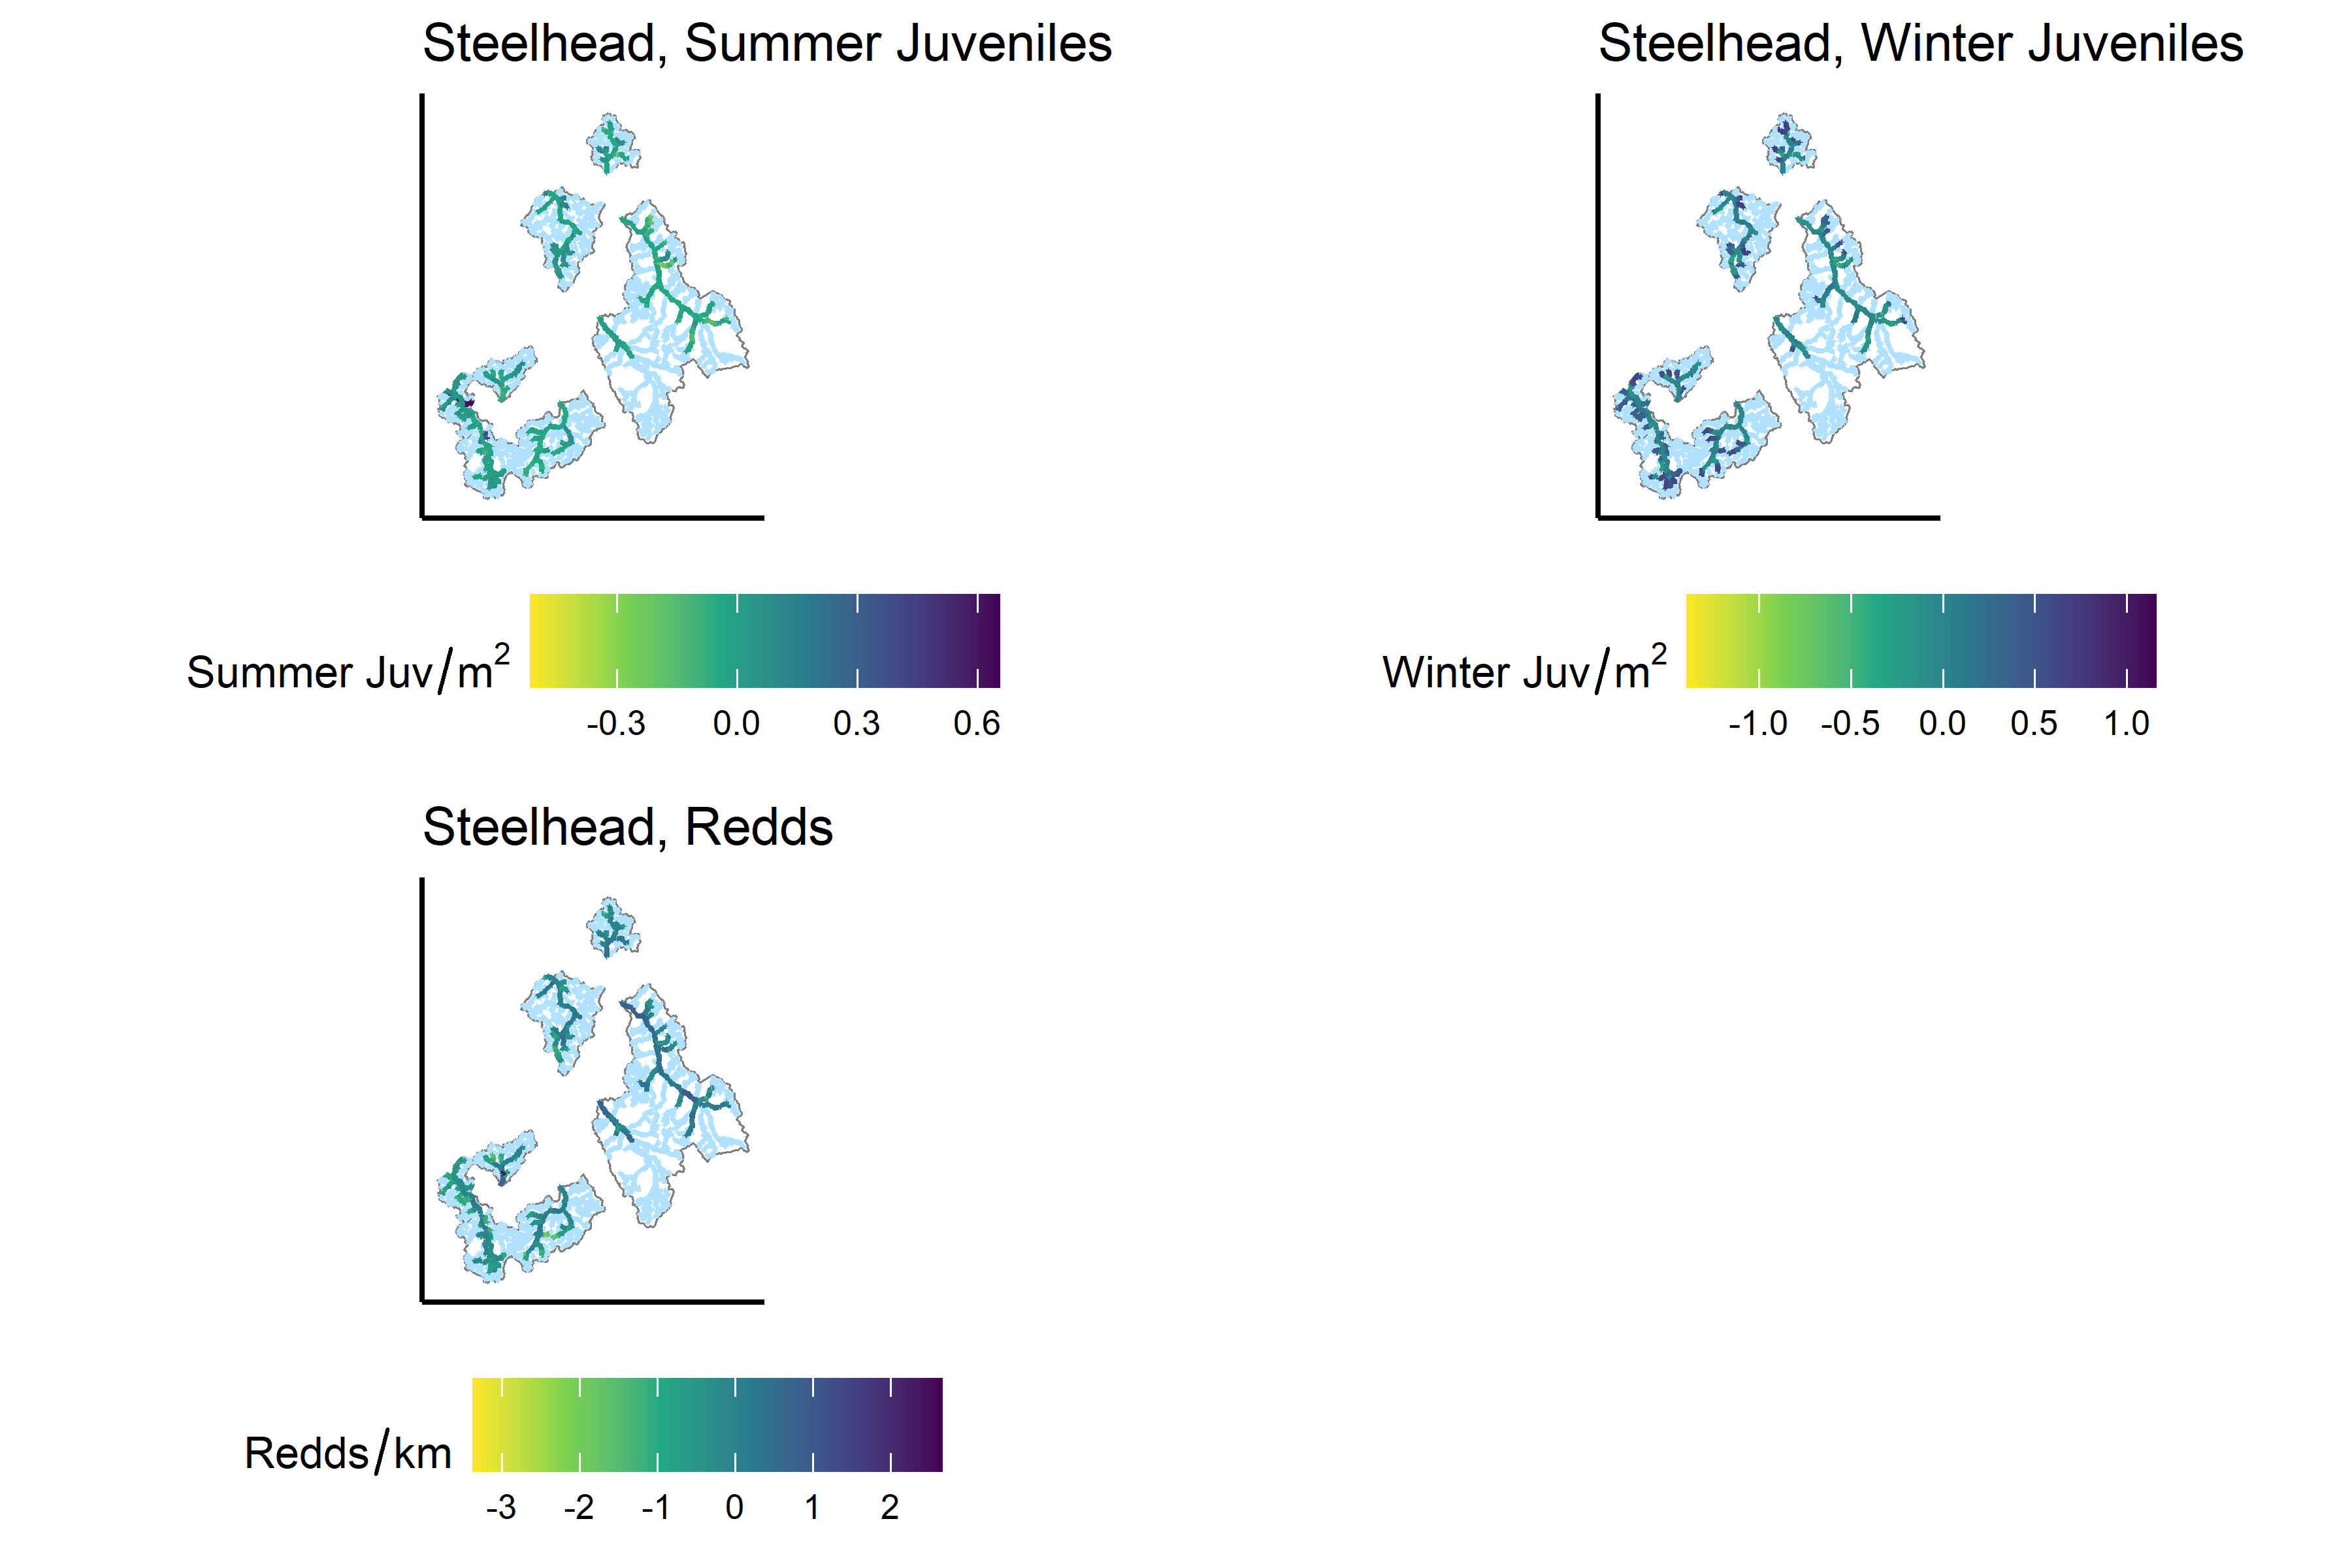 Steelhead, Summer Juveniles
Steelhead, Winter Juveniles
Summer Juv/m²
-0.3 0.0 0.3 0.6
Winter Juv/m²
-1.0 -0.5 0.0 0.5 1.0
Steelhead, Redds
Redds/km
-3 -2 -1 0 1 2